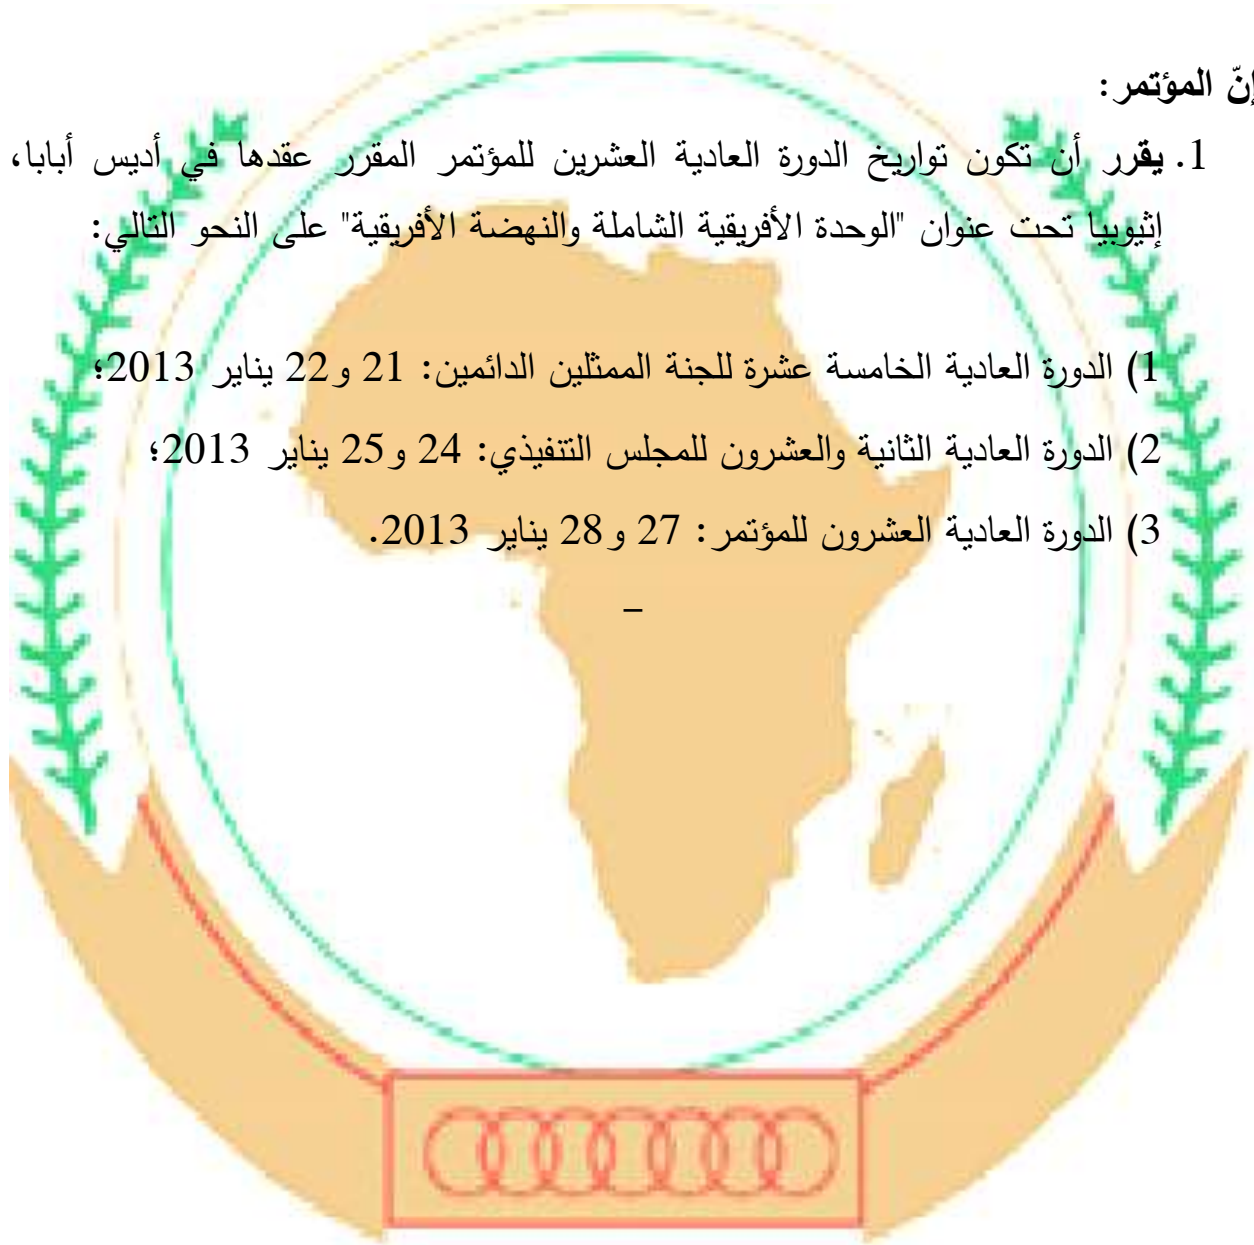 إنّ المؤتمر:
1. يقرر أن تكون تواريخ الدورة العادية العشرين للمؤتمر المقرر عقدها في أديس أبابا،
إثيوبيا تحت عنوان "الوحدة الأفريقية الشاملة والنهضة الأفريقية" على النحو التالي:
1) الدورة العادية الخامسة عشرة للجنة الممثلين الدائمين: 21 و22 يناير 2013؛
2) الدورة العادية الثانية والعشرون للمجلس التنفيذي: 24 و25 يناير 2013؛
3) الدورة العادية العشرون للمؤتمر: 27 و28 يناير 2013.
–